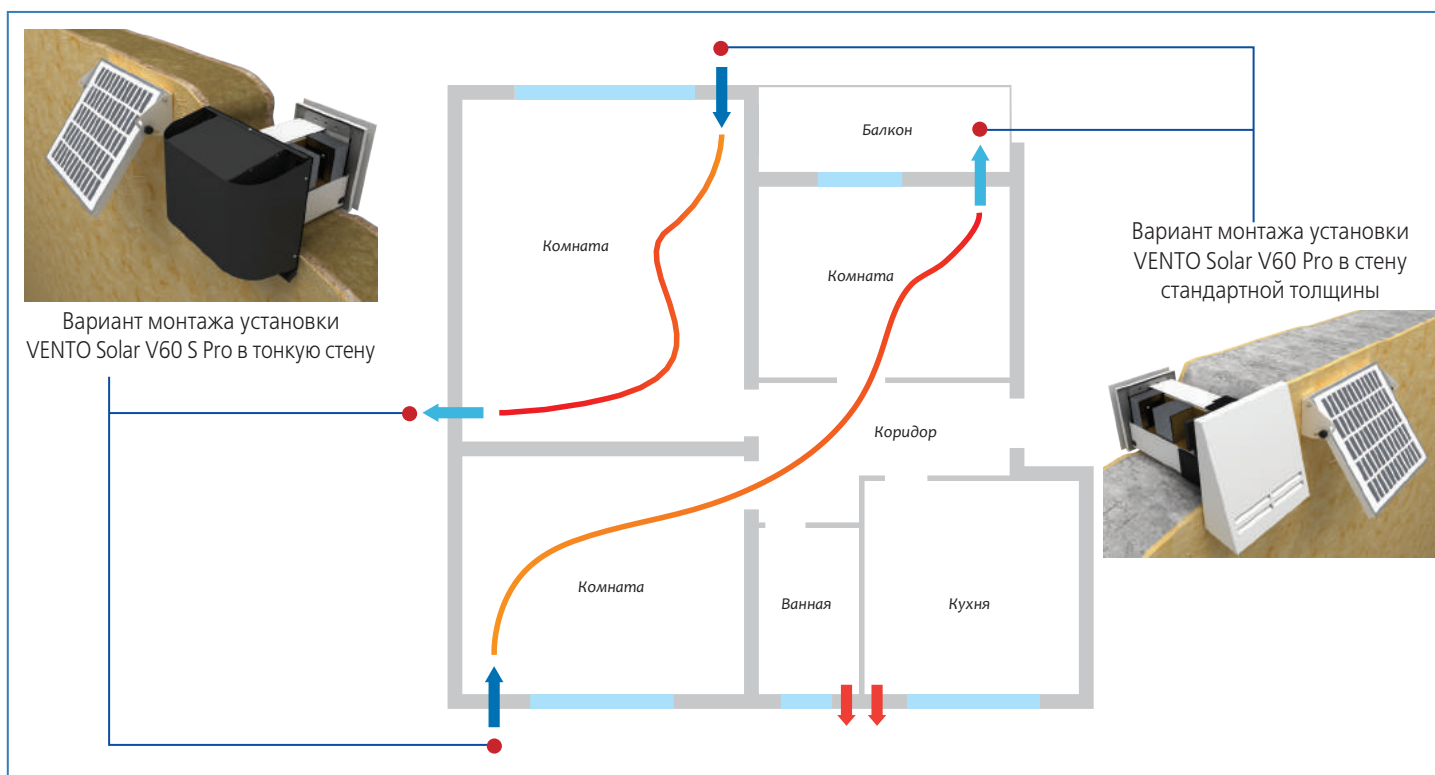 Балкон
Комната
Комната
Вариант монтажа установки
VENTO Solar V60 Pro в стену
стандартной толщины
Вариант монтажа установки
VENTO Solar V60 S Pro в тонкую стену
Коридор
Комната
Ванная
Кухня